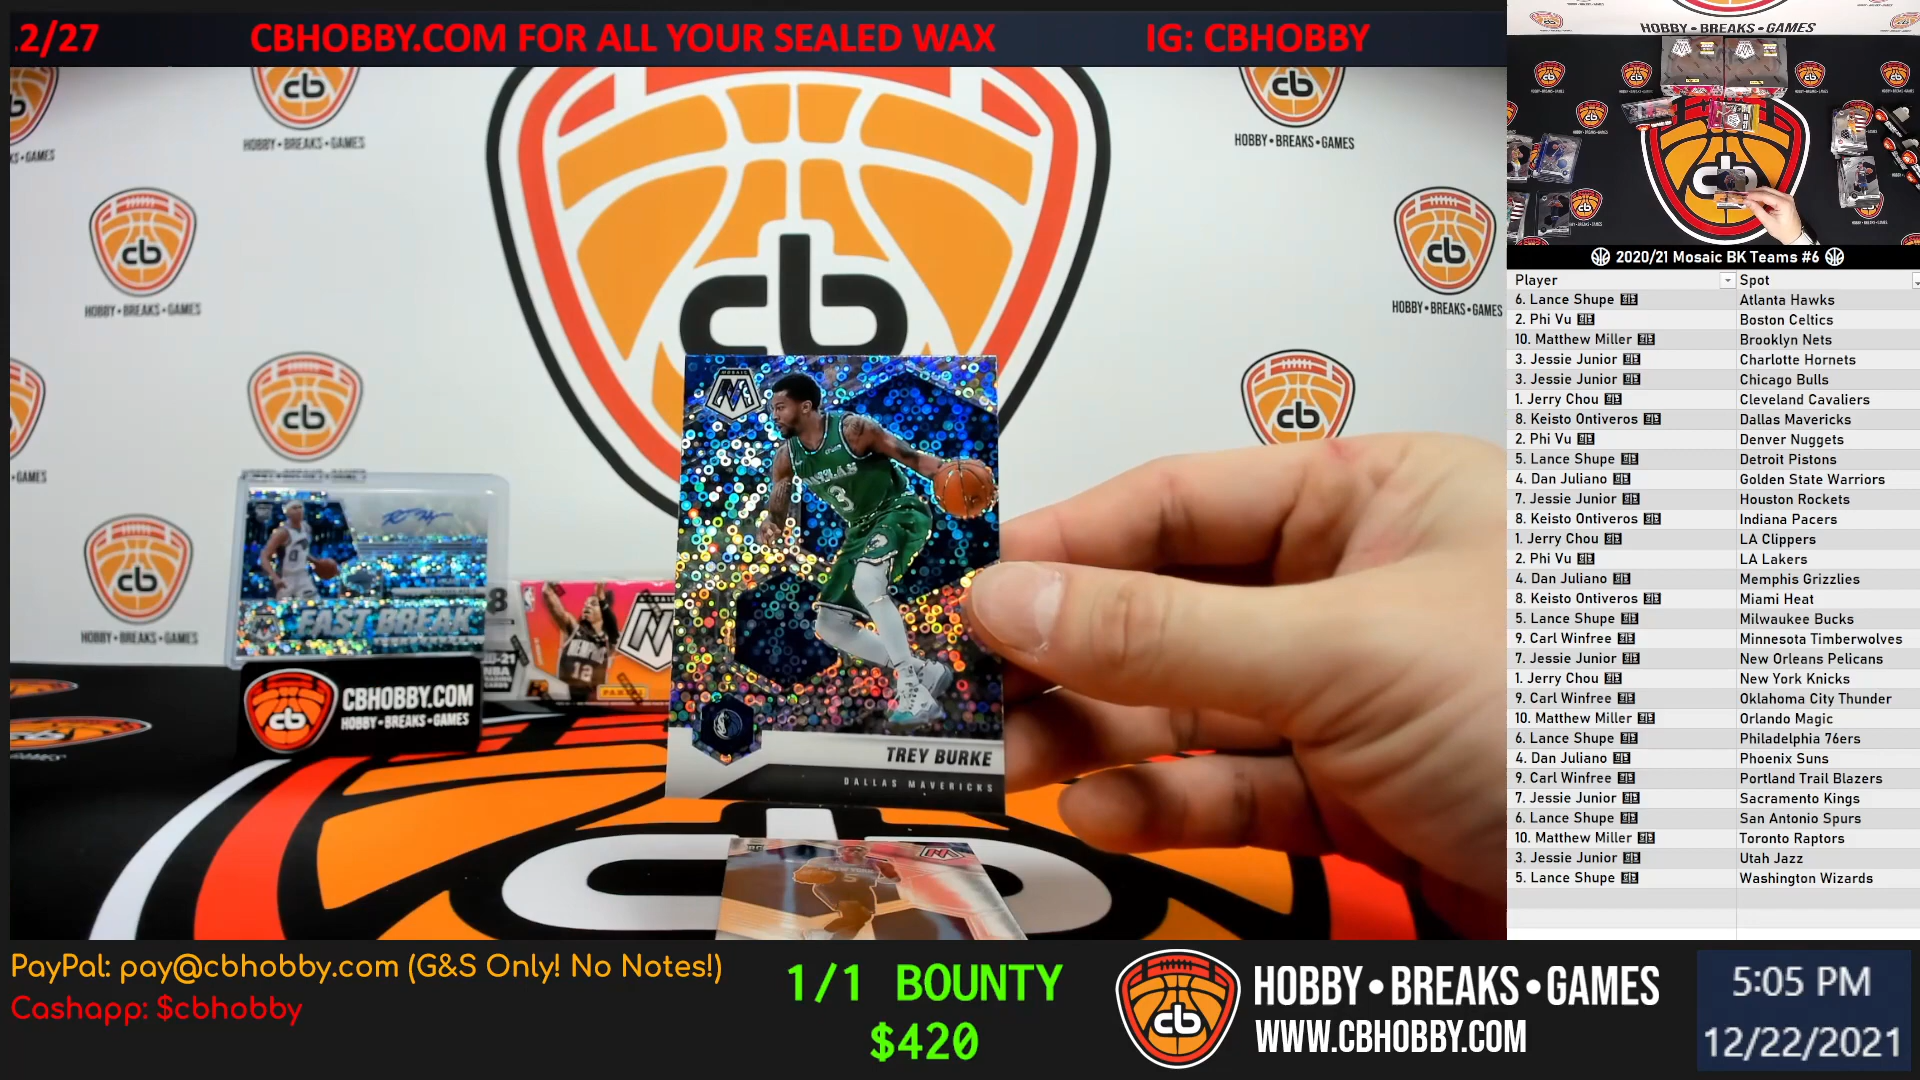 .2/27 CBHOBBY.COM FOR ALL YOUR SEALED WAX IG: CBHOBBY
cb
HOBBY•BREAKS•GAMES
HOBBY•BREAKS•GAMES
HOBBY•BREAKS•GAMES
HOBBY•BREAKS•GAMES
HOBBY•BREAKS•GAMES
MOSAIC
3
TREY BURKE
DALLAS MAVERICKS
FAST BREAK
CBHOBBY.COM
HOBBY•BREAKS•GAMES
PANINI
NEW YORK
5
HOBBY•BREAKS•GAMES
2020/21 Mosaic BK Teams #6
Player Spot
6. Lance Shupe Atlanta Hawks
2. Phi Vu Boston Celtics
10. Matthew Miller Brooklyn Nets
3. Jessie Junior Charlotte Hornets
3. Jessie Junior Chicago Bulls
1. Jerry Chou Cleveland Cavaliers
8. Keisto Ontiveros Dallas Mavericks
2. Phi Vu Denver Nuggets
5. Lance Shupe Detroit Pistons
4. Dan Juliano Golden State Warriors
7. Jessie Junior Houston Rockets
8. Keisto Ontiveros Indiana Pacers
1. Jerry Chou LA Clippers
2. Phi Vu LA Lakers
4. Dan Juliano Memphis Grizzlies
8. Keisto Ontiveros Miami Heat
5. Lance Shupe Milwaukee Bucks
9. Carl Winfree Minnesota Timberwolves
7. Jessie Junior New Orleans Pelicans
1. Jerry Chou New York Knicks
9. Carl Winfree Oklahoma City Thunder
10. Matthew Miller Orlando Magic
6. Lance Shupe Philadelphia 76ers
4. Dan Juliano Phoenix Suns
9. Carl Winfree Portland Trail Blazers
7. Jessie Junior Sacramento Kings
6. Lance Shupe San Antonio Spurs
10. Matthew Miller Toronto Raptors
3. Jessie Junior Utah Jazz
5. Lance Shupe Washington Wizards
PayPal: pay@cbhobby.com (G&S Only! No Notes!)
Cashapp: $cbhobby
1/1 BOUNTY
$420
cb
HOBBY•BREAKS•GAMES
WWW.CBHOBBY.COM
5:05 PM
12/22/2021